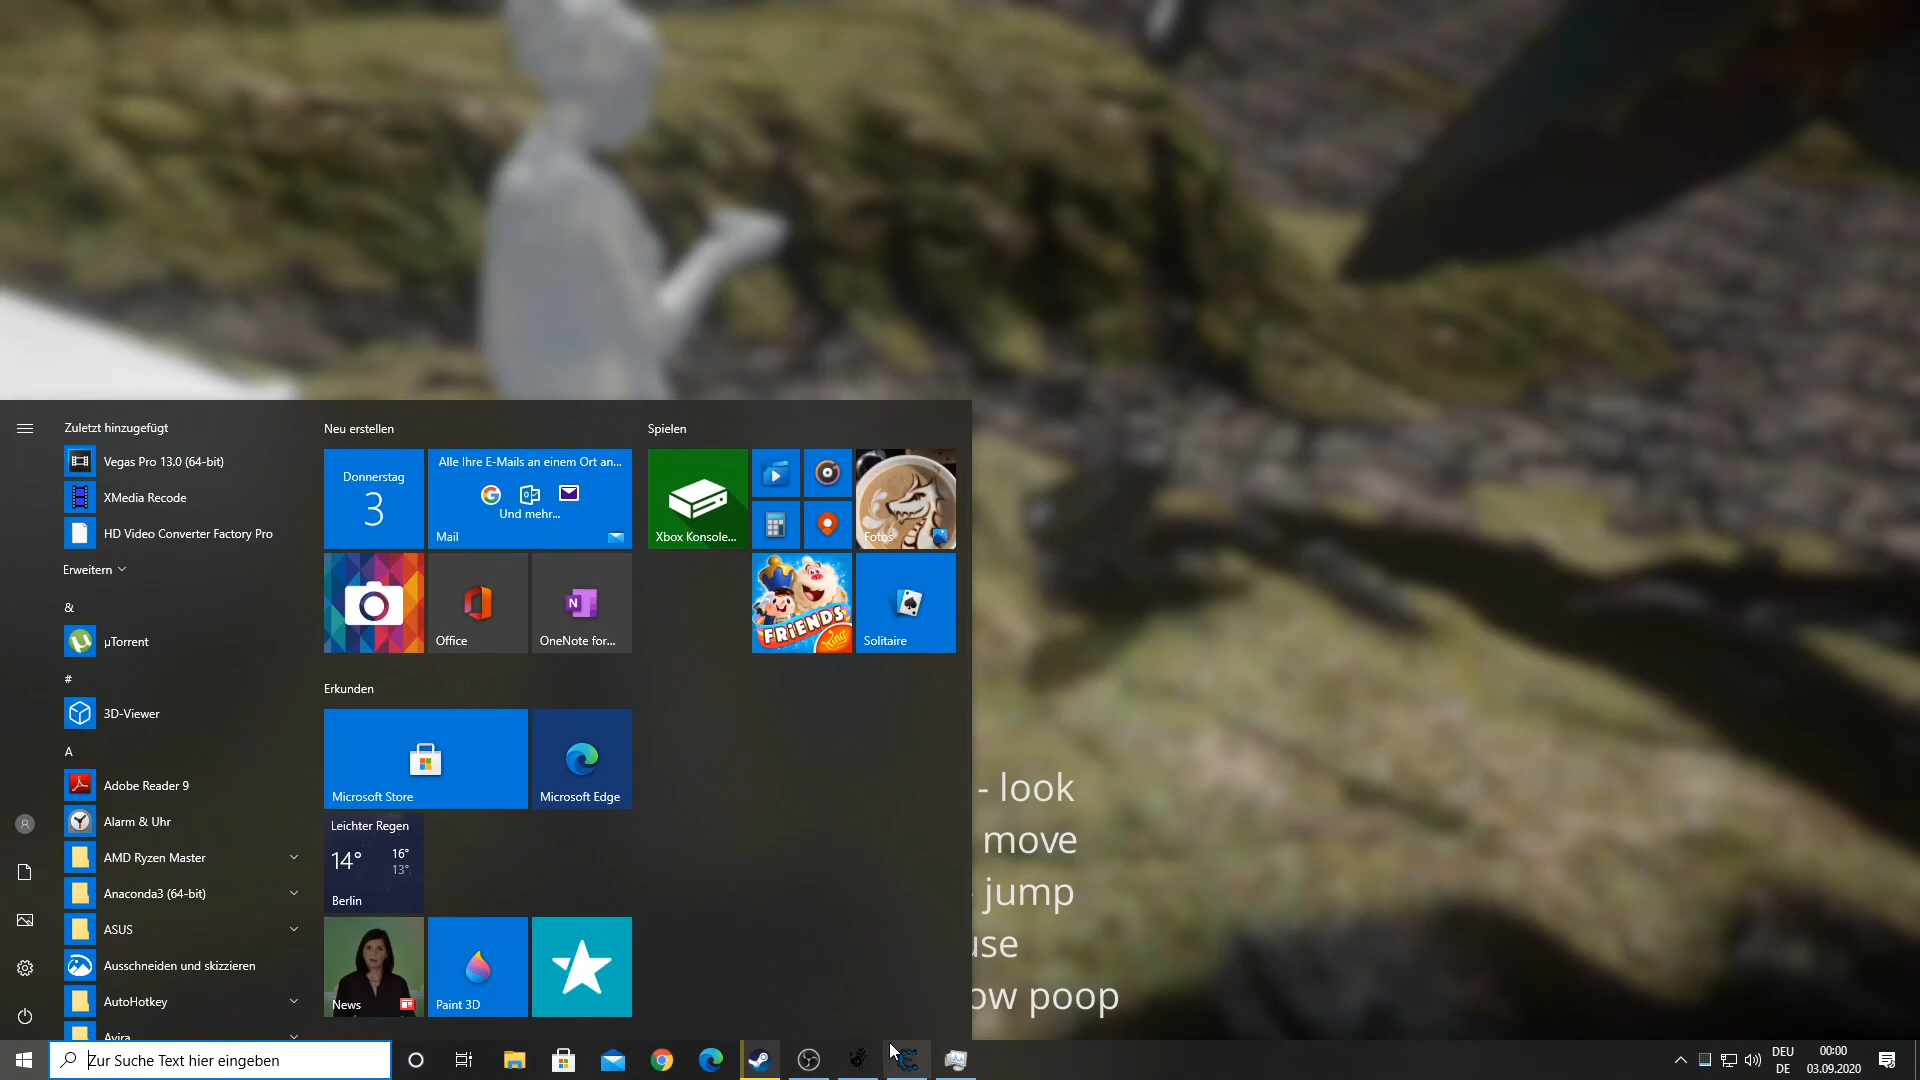 Zuletzt hinzugefügt
Vegas Pro 13.0 (64-bit)
XMedia Recode
HD Video Converter Factory Pro
Erweitern
&
µTorrent
#
3D-Viewer
A
Adobe Reader 9
Alarm & Uhr
AMD Ryzen Master
Anaconda3 (64-bit)
ASUS
Ausschneiden und skizzieren
AutoHotkey
Avira
Neu erstellen
Donnerstag
3
Alle Ihre E-Mails an einem Ort an...
Und mehr...
Mail
Office
OneNote for...
Erkunden
Microsoft Store
Microsoft Edge
Leichter Regen
14° 16°
13°
Berlin
News
Paint 3D
Spielen
Xbox Konsole...
Fotos
FRIENDS
King
Solitaire
- look
move
- jump
use
ow poop
Zur Suche Text hier eingeben
DEU
DE
00:00
03.09.2020